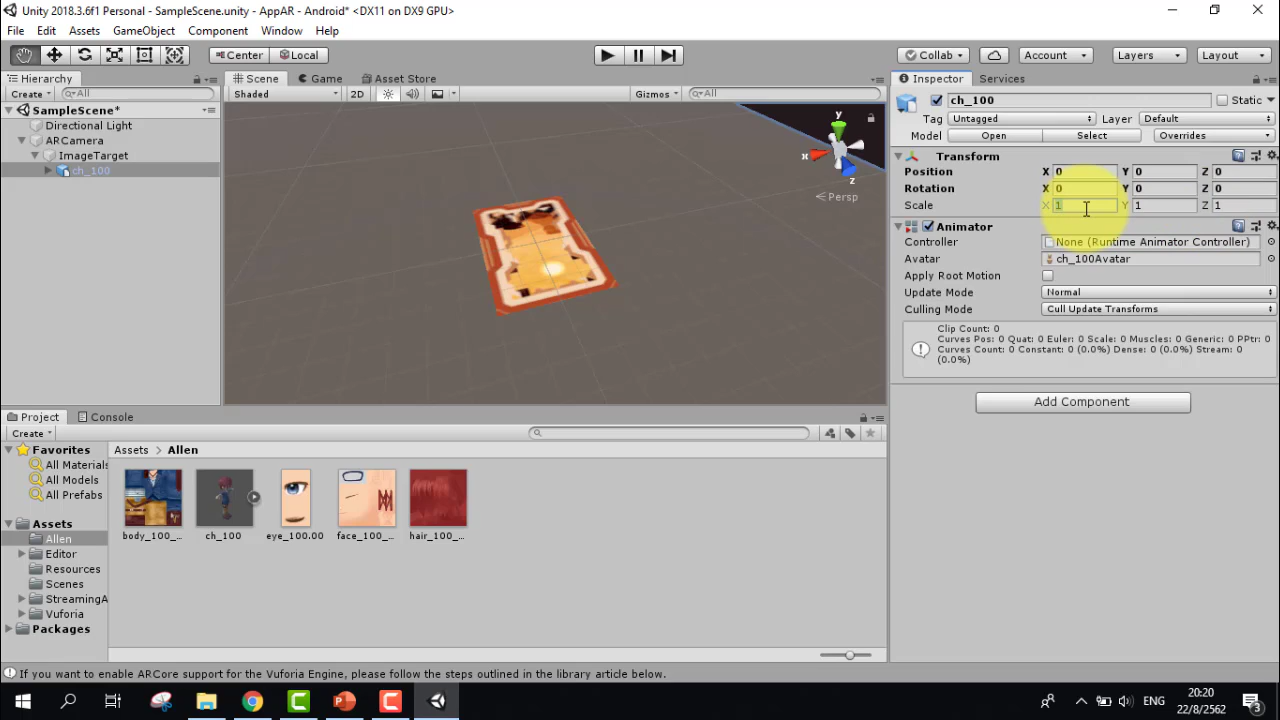 Unity 2018.3.6f1 Personal - SampleScene.unity - AppAR - Android* <DX11 on DX9 GPU>
File Edit Assets GameObject Component Window Help
Center Local Collab Account Layers Layout
Hierarchy
Create All
SampleScene*
Directional Light
ARCamera
ImageTarget
ch_100
Scene Game Asset Store
Shaded 2D Gizmos All
y
x
z
Persp
Inspector Services
ch_100 Static
Tag Untagged Layer Default
Model Open Select Overrides
Transform
Position X 0 Y 0 Z 0
Rotation X 0 Y 0 Z 0
Scale X 1 Y 1 Z 1
Animator
Controller None (Runtime Animator Controller)
Avatar ch_100Avatar
Apply Root Motion
Update Mode Normal
Culling Mode Cull Update Transforms
Clip Count: 0
Curves Pos: 0 Quat: 0 Euler: 0 Scale: 0 Muscles: 0 Generic: 0 PPtr: 0
Curves Count: 0 Constant: 0 (0.0%) Dense: 0 (0.0%) Stream: 0
(0.0%)
Add Component
Project Console
Create
Favorites
All Materials
All Models
All Prefabs
Assets
Allen
Editor
Resources
Scenes
StreamingA
Vuforia
Packages
Assets > Allen
body_100_... ch_100 eye_100.00 face_100_... hair_100_...
If you want to enable ARCore support for the Vuforia Engine, please follow the steps outlined in the library article below.
ENG
20:20
22/8/2562
3